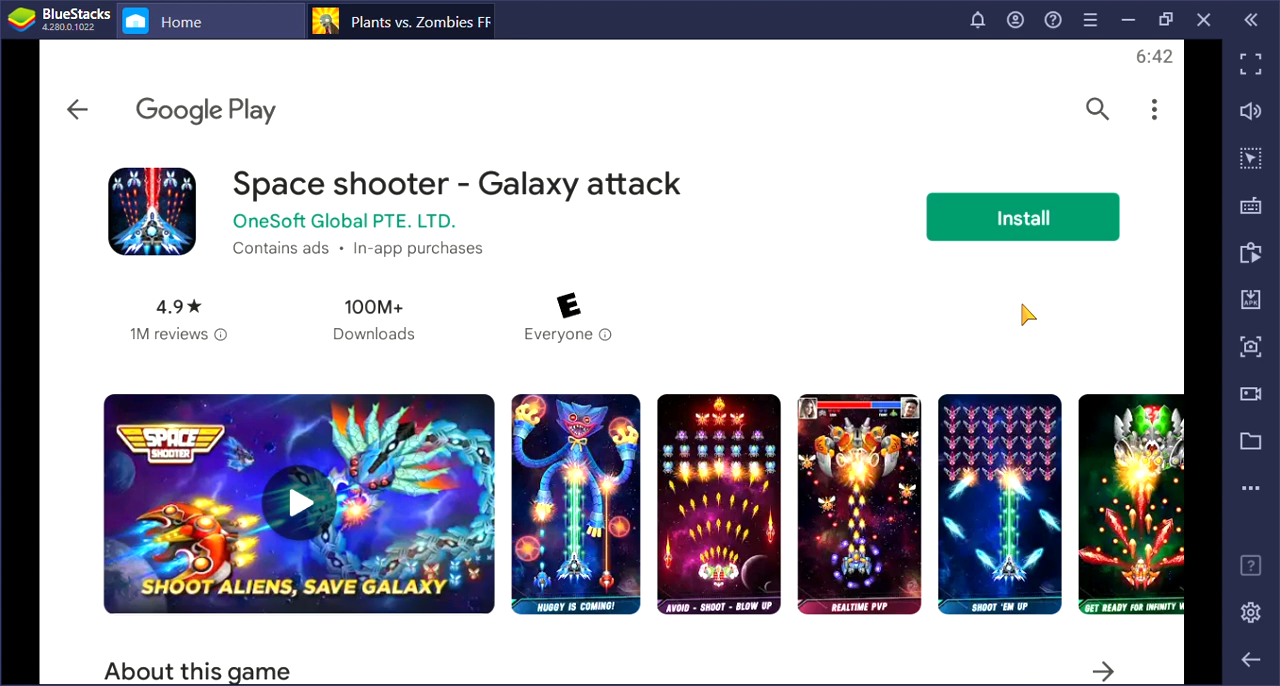 BlueStacks
4.280.0.1022
Home
Plants vs. Zombies FR
6:42
Google Play
Space shooter - Galaxy attack
OneSoft Global PTE. LTD.
Contains ads • In-app purchases
Install
4.9★
1M reviews
100M+
Downloads
E
Everyone
SPACE
SHOOTER
SHOOT ALIENS, SAVE GALAXY
HUGGY IS COMING!
AVOID - SHOOT - BLOW UP
REALTIME PVP
SHOOT 'EM UP
GET READY FOR INFINITY
APK
About this game